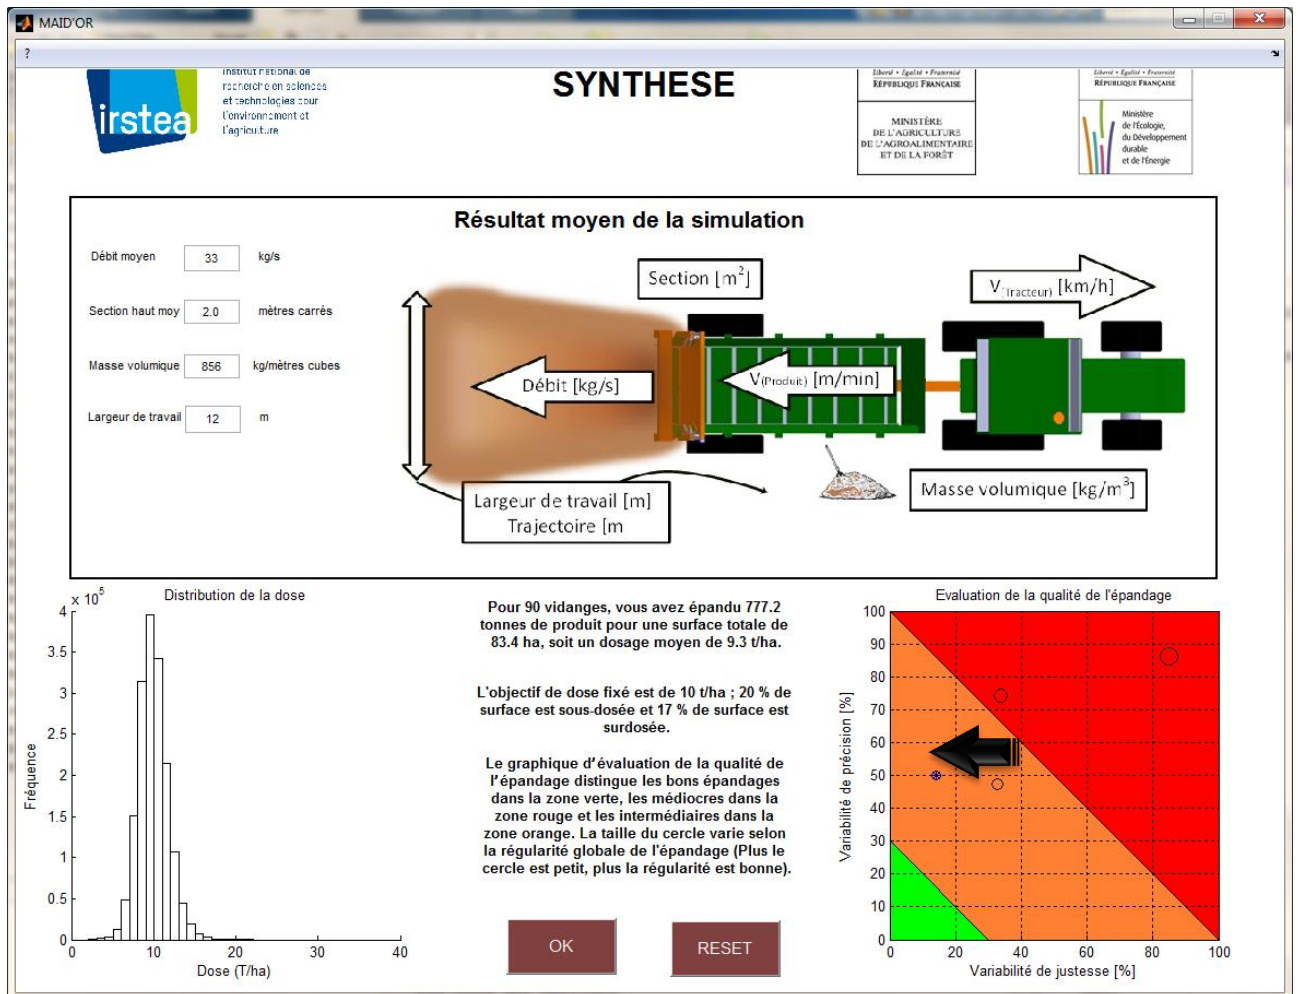 MAID'OR
?
Institut national de
recherche en sciences
et technologies pour
l'environnement et
l'agriculture
irstea
SYNTHESE
Liberté • Égalité • Fraternité
RÉPUBLIQUE FRANÇAISE
MINISTÈRE
DE L'AGRICULTURE
DE L'AGROALIMENTAIRE
ET DE LA FORÊT
Liberté • Égalité • Fraternité
RÉPUBLIQUE FRANÇAISE
Ministère
de l'Écologie,
du Développement
durable
et de l'Énergie
Résultat moyen de la simulation
Débit moyen 33 kg/s
Section haut moy 2.0 mètres carrés
Masse volumique 856 kg/mètres cubes
Largeur de travail 12 m
Section [m²]
V(Tracteur) [km/h]
Débit [kg/s]
V(Produit) [m/min]
Largeur de travail [m]
Trajectoire [m
Masse volumique [kg/m³]
Distribution de la dose
x 10⁵
4
3.5
3
2.5
2
1.5
1
0.5
0
0 10 20 30 40
Fréquence
Dose (T/ha)
Pour 90 vidanges, vous avez épandu 777.2
tonnes de produit pour une surface totale de
83.4 ha, soit un dosage moyen de 9.3 t/ha.
L'objectif de dose fixé est de 10 t/ha ; 20 % de
surface est sous-dosée et 17 % de surface est
surdosée.
Le graphique d'évaluation de la qualité de
l'épandage distingue les bons épandages
dans la zone verte, les médiocres dans la
zone rouge et les intermédiaires dans la
zone orange. La taille du cercle varie selon
la régularité globale de l'épandage (Plus le
cercle est petit, plus la régularité est bonne).
OK
RESET
Evaluation de la qualité de l'épandage
100
90
80
70
60
50
40
30
20
10
0
0 20 40 60 80 100
Variabilité de précision [%]
Variabilité de justesse [%]